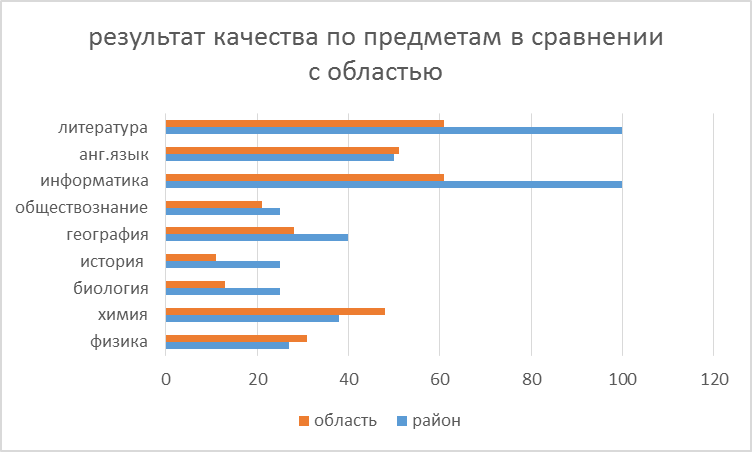 результат качества по предметам в сравнении
с областью
литература
анг.язык
информатика
обществознание
география
история
биология
химия
физика
0 20 40 60 80 100 120
область район